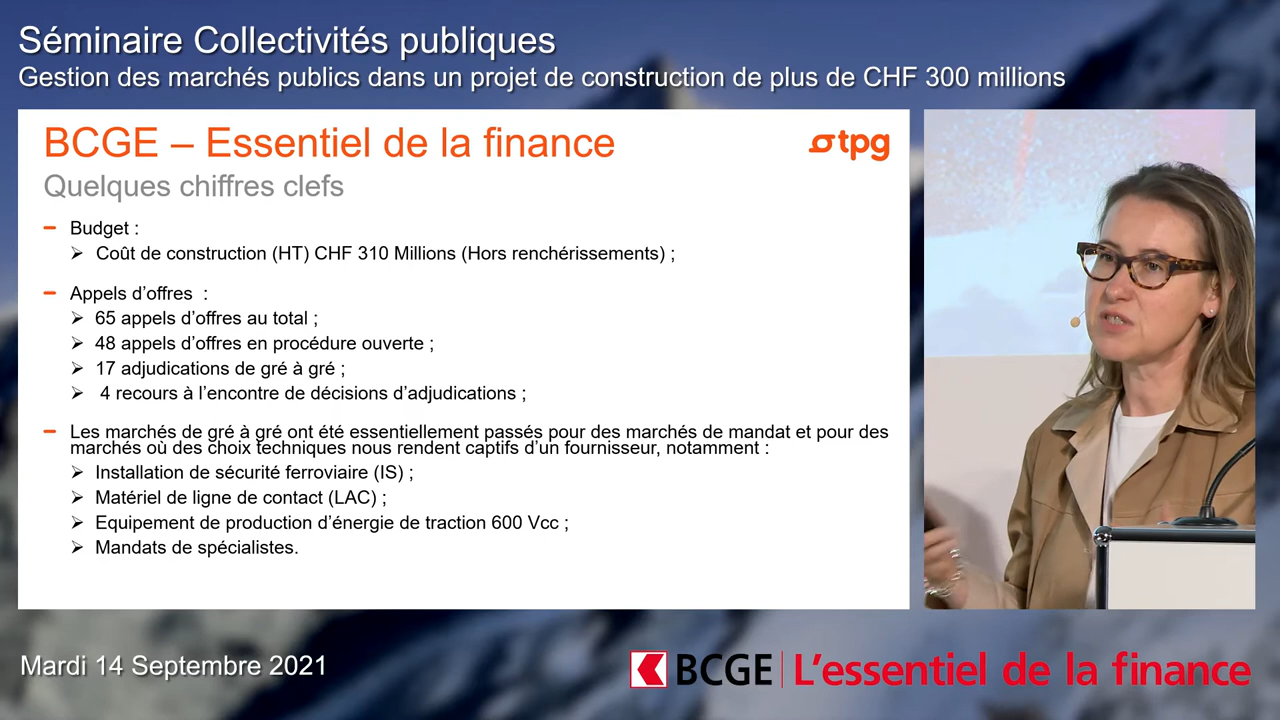 Séminaire Collectivités publiques
Gestion des marchés publics dans un projet de construction de plus de CHF 300 millions
BCGE – Essentiel de la finance
tpg
Quelques chiffres clefs
Budget :
Coût de construction (HT) CHF 310 Millions (Hors renchérissements) ;
Appels d'offres :
65 appels d'offres au total ;
48 appels d'offres en procédure ouverte ;
17 adjudications de gré à gré ;
4 recours à l'encontre de décisions d'adjudications ;
Les marchés de gré à gré ont été essentiellement passés pour des marchés de mandat et pour des
marchés où des choix techniques nous rendent captifs d'un fournisseur, notamment :
Installation de sécurité ferroviaire (IS) ;
Matériel de ligne de contact (LAC) ;
Equipement de production d'énergie de traction 600 Vcc ;
Mandats de spécialistes.
Mardi 14 Septembre 2021
BCGE | L'essentiel de la finance